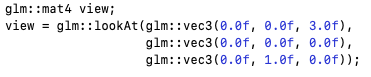 glm::mat4 view;
view = glm::lookAt(glm::vec3(0.0f, 0.0f, 3.0f),
                   glm::vec3(0.0f, 0.0f, 0.0f),
                   glm::vec3(0.0f, 1.0f, 0.0f));